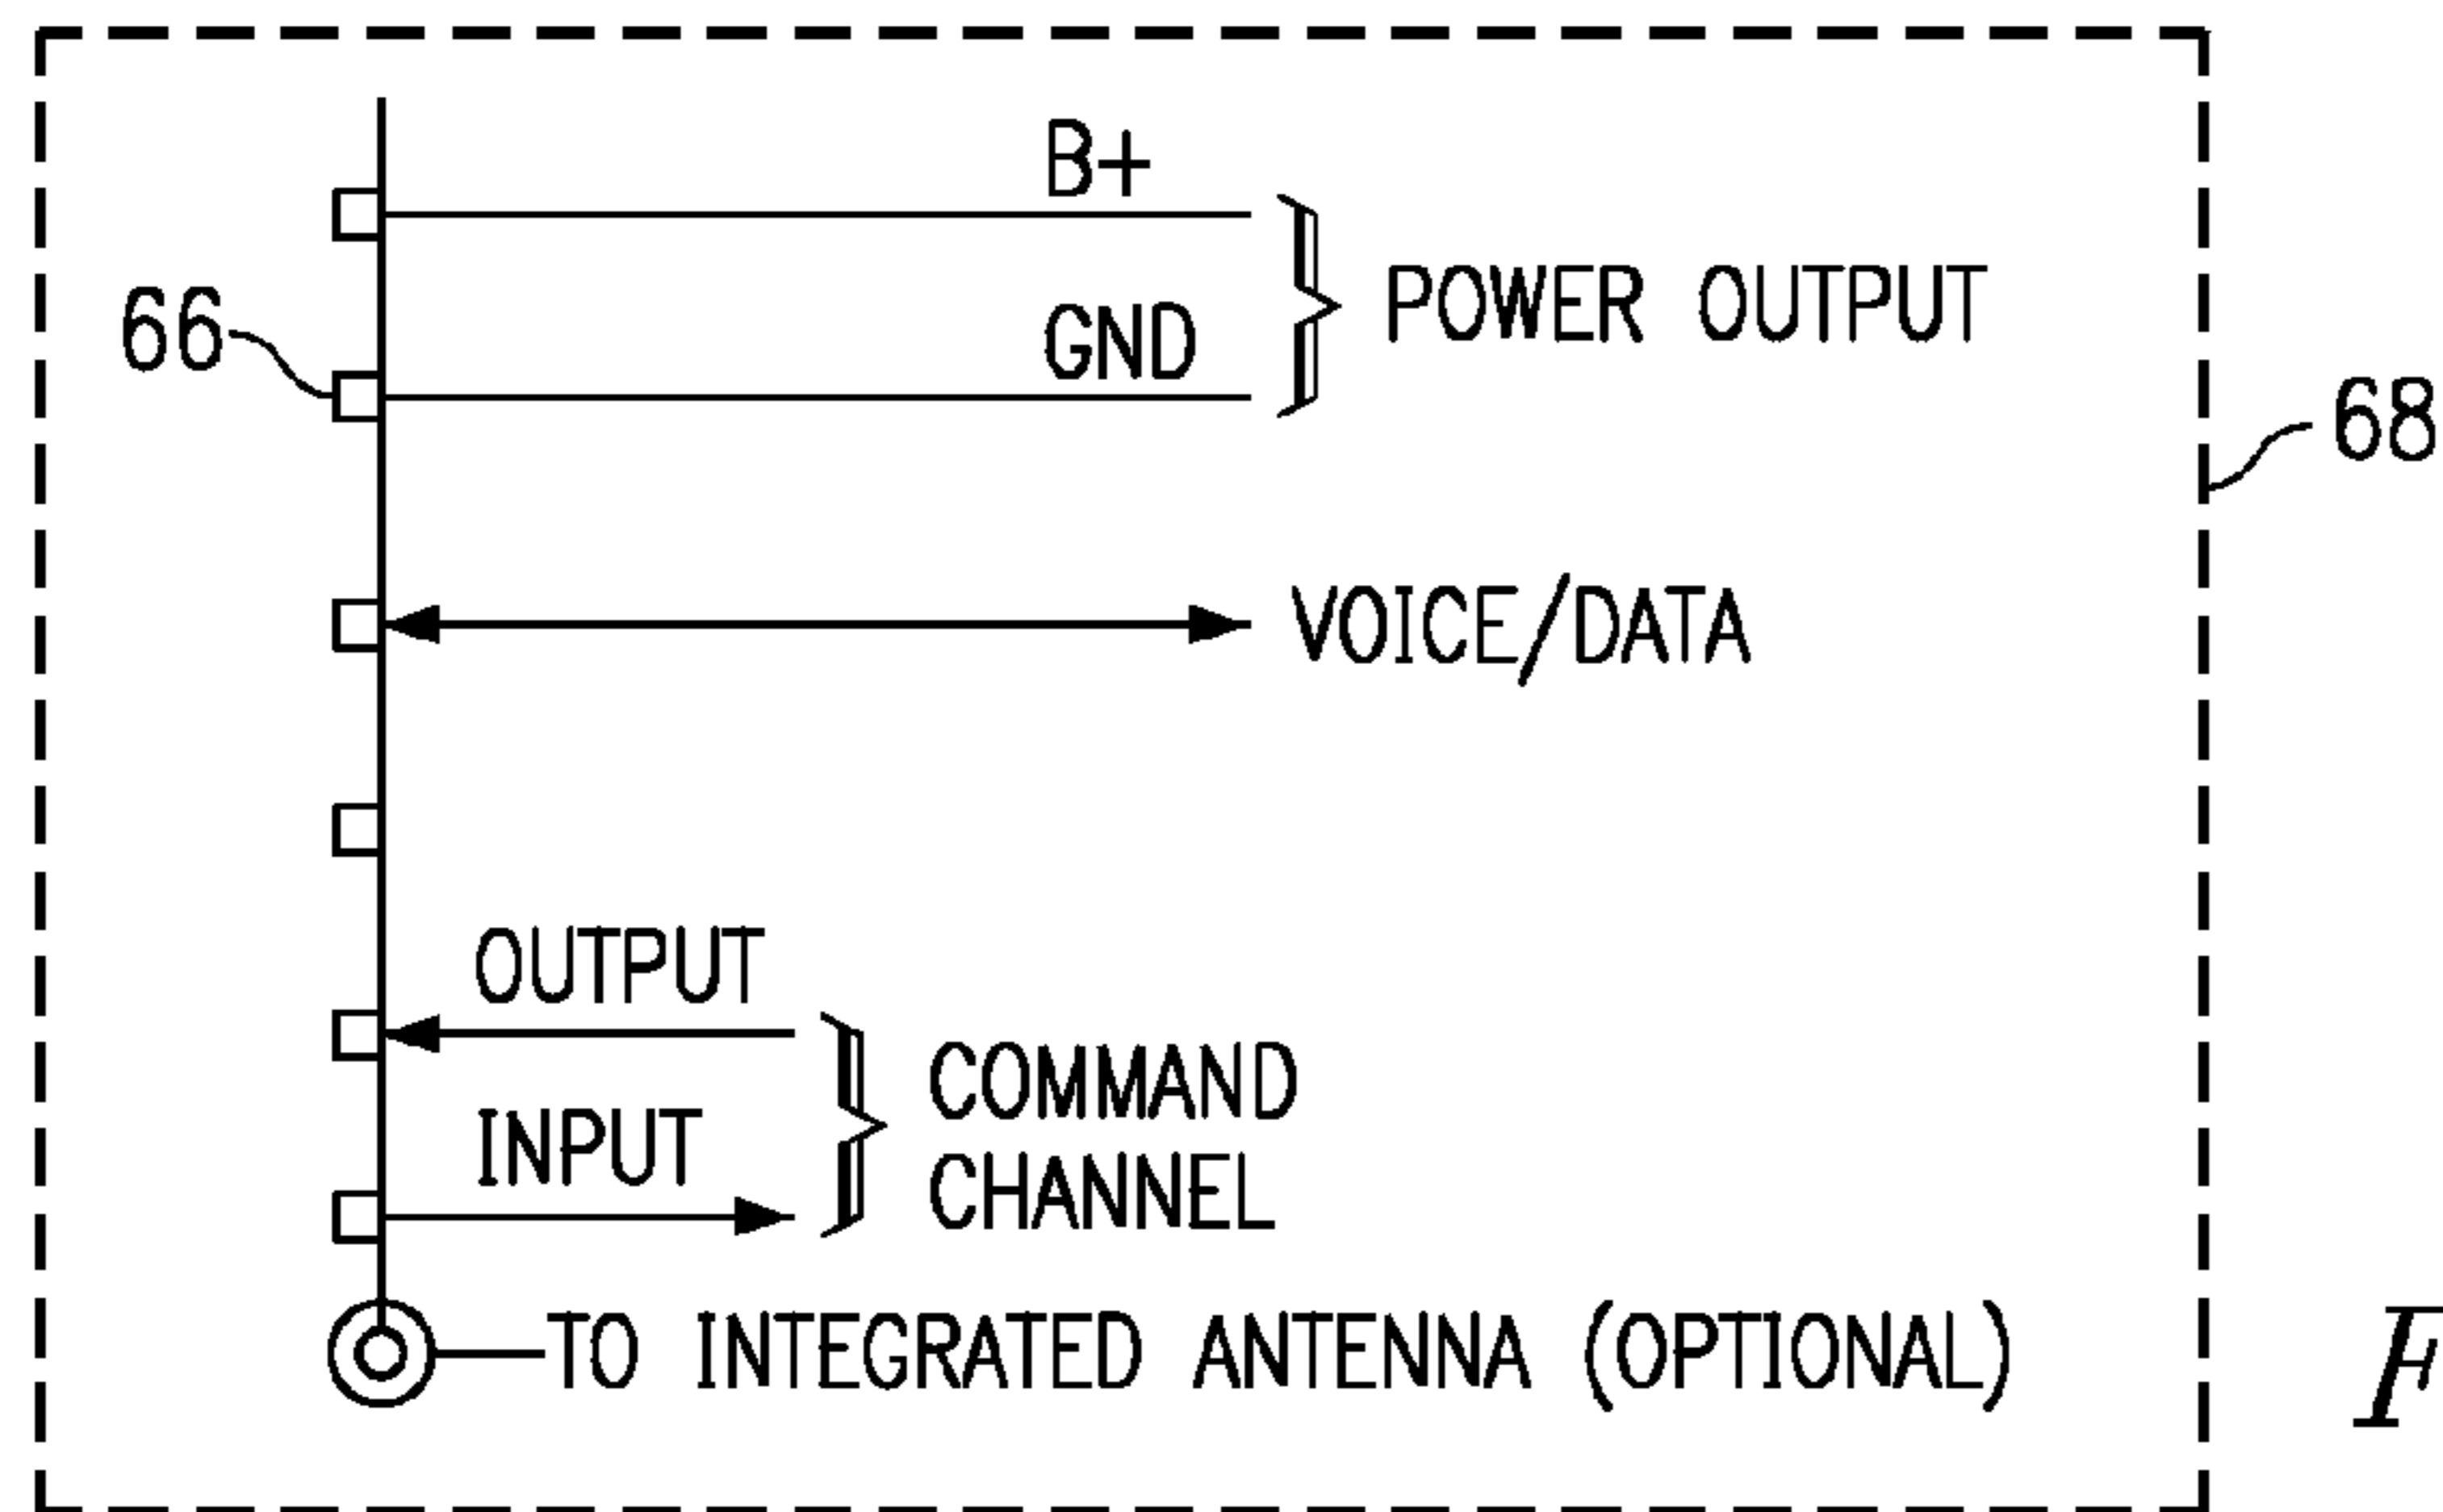 B+
POWER OUTPUT
66
GND
68
VOICE/DATA
OUTPUT
COMMAND
INPUT
CHANNEL
TO INTEGRATED ANTENNA (OPTIONAL)
F